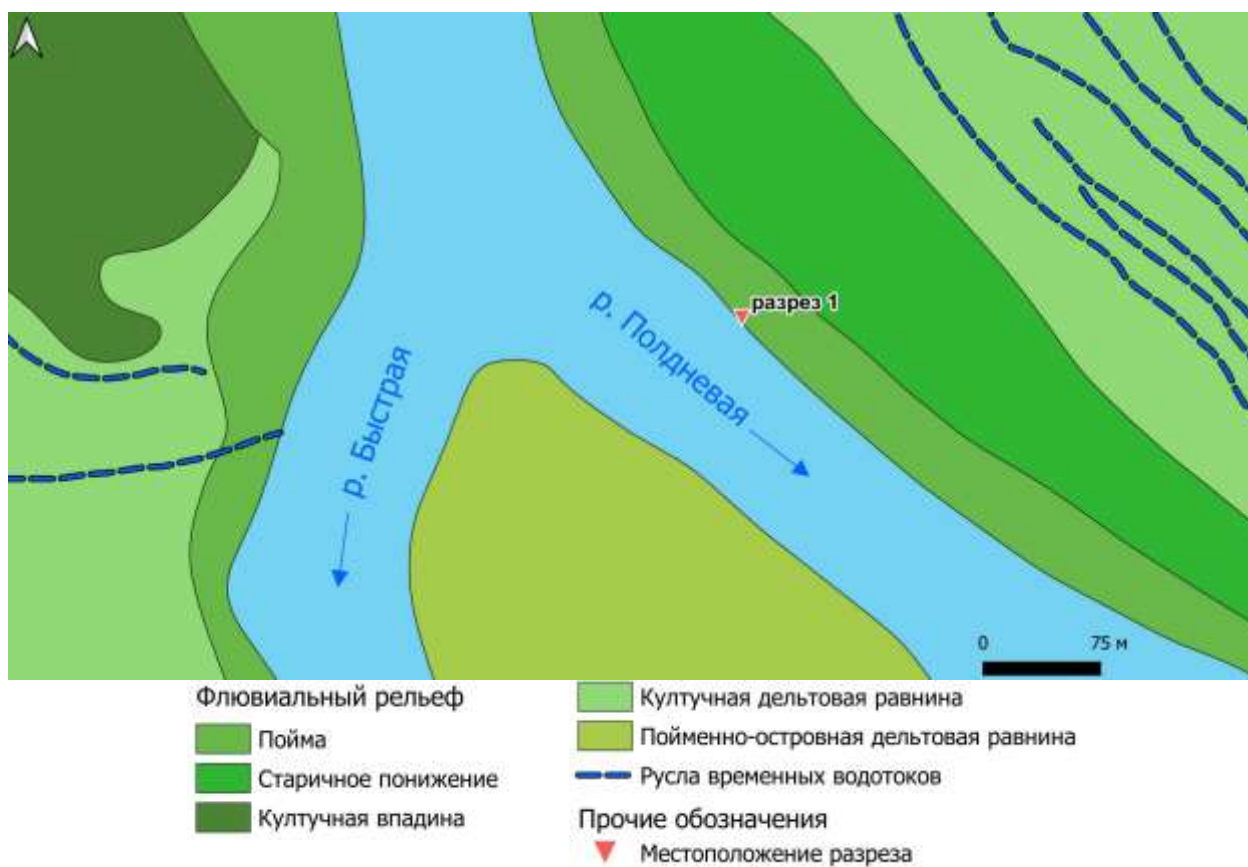 разрез 1
р. Полдневая
р. Быстрая
0 75 м
Флювиальный рельеф
Пойма
Старичное понижение
Култучная впадина
Култучная дельтовая равнина
Пойменно-островная дельтовая равнина
Русла временных водотоков
Прочие обозначения
Местоположение разреза